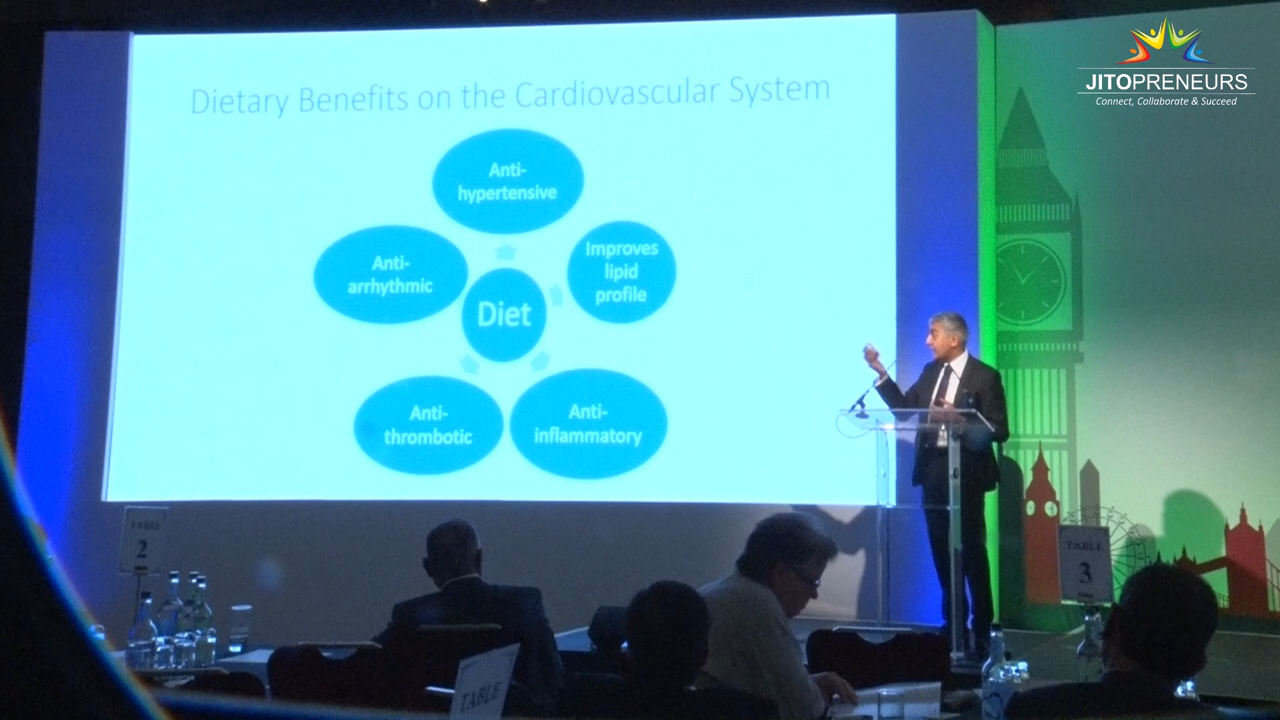 Dietary Benefits on the Cardiovascular System
Anti-
hypertensive
Anti-
arrhythmic
Improves
lipid
profile
Diet
Anti-
thrombotic
Anti-
inflammatory
JITOPRENEURS
Connect, Collaborate & Succeed
TABLE
2
TABLE
3
TABLE